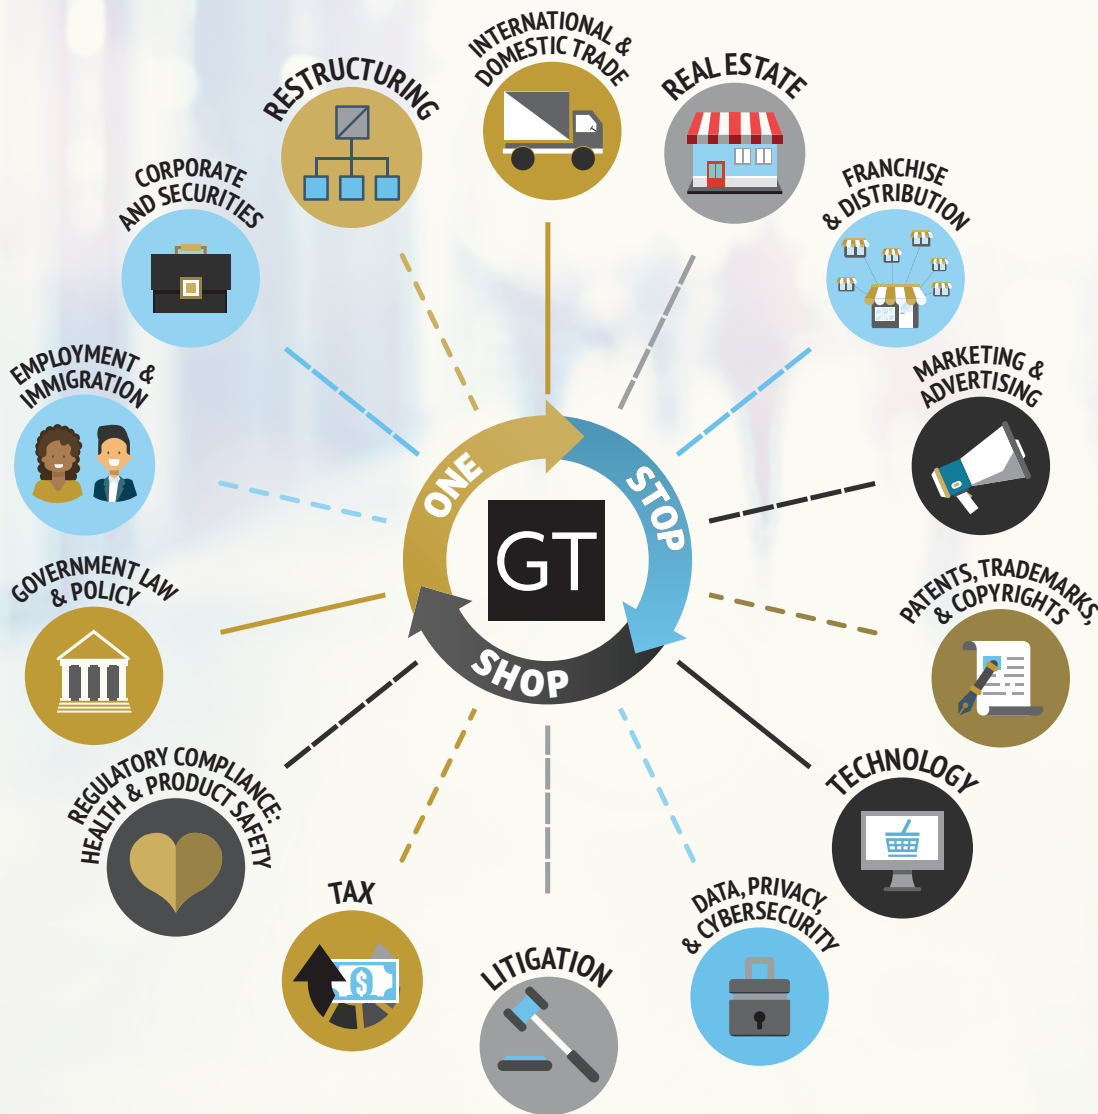 INTERNATIONAL &
DOMESTIC TRADE
REAL ESTATE
FRANCHISE
& DISTRIBUTION
MARKETING &
ADVERTISING
PATENTS, TRADEMARKS,
& COPYRIGHTS
TECHNOLOGY
DATA, PRIVACY,
& CYBERSECURITY
LITIGATION
TAX
$
REGULATORY COMPLIANCE:
HEALTH & PRODUCT SAFETY
GOVERNMENT LAW
& POLICY
EMPLOYMENT &
IMMIGRATION
CORPORATE
AND SECURITIES
RESTRUCTURING
ONE
STOP
SHOP
GT